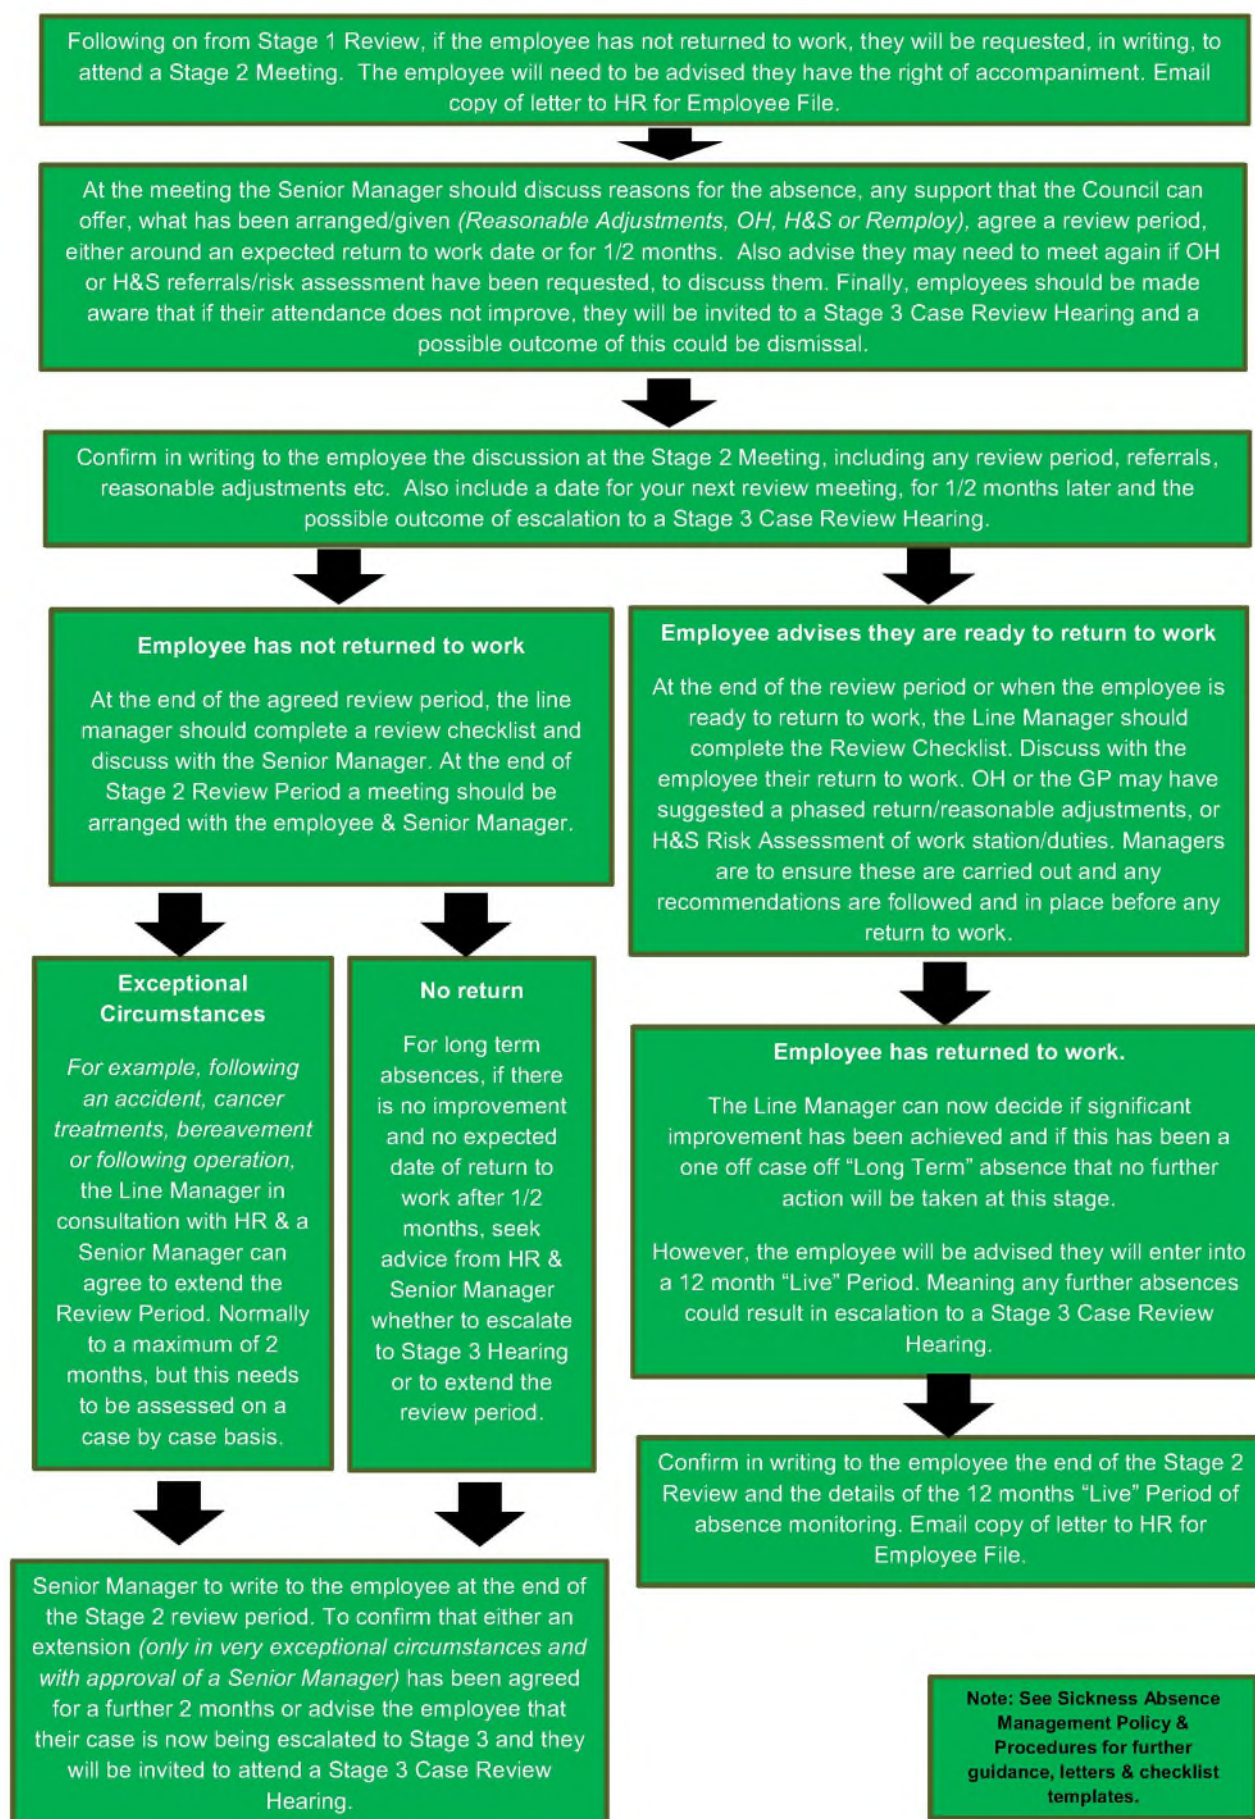 Following on from Stage 1 Review, if the employee has not returned to work, they will be requested, in writing, to
attend a Stage 2 Meeting. The employee will need to be advised they have the right of accompaniment. Email
copy of letter to HR for Employee File.
At the meeting the Senior Manager should discuss reasons for the absence, any support that the Council can
offer, what has been arranged/given (Reasonable Adjustments, OH, H&S or Remploy), agree a review period,
either around an expected return to work date or for 1/2 months. Also advise they may need to meet again if OH
or H&S referrals/risk assessment have been requested, to discuss them. Finally, employees should be made
aware that if their attendance does not improve, they will be invited to a Stage 3 Case Review Hearing and a
possible outcome of this could be dismissal.
Confirm in writing to the employee the discussion at the Stage 2 Meeting, including any review period, referrals,
reasonable adjustments etc. Also include a date for your next review meeting, for 1/2 months later and the
possible outcome of escalation to a Stage 3 Case Review Hearing.
Employee has not returned to work
At the end of the agreed review period, the line
manager should complete a review checklist and
discuss with the Senior Manager. At the end of
Stage 2 Review Period a meeting should be
arranged with the employee & Senior Manager.
Exceptional
Circumstances
For example, following
an accident, cancer
treatments, bereavement
or following operation,
the Line Manager in
consultation with HR & a
Senior Manager can
agree to extend the
Review Period. Normally
to a maximum of 2
months, but this needs
to be assessed on a
case by case basis.
No return
For long term
absences, if there
is no improvement
and no expected
date of return to
work after 1/2
months, seek
advice from HR &
Senior Manager
whether to escalate
to Stage 3 Hearing
or to extend the
review period.
Senior Manager to write to the employee at the end of
the Stage 2 review period. To confirm that either an
extension (only in very exceptional circumstances and
with approval of a Senior Manager) has been agreed
for a further 2 months or advise the employee that
their case is now being escalated to Stage 3 and they
will be invited to attend a Stage 3 Case Review
Hearing.
Employee advises they are ready to return to work
At the end of the review period or when the employee is
ready to return to work, the Line Manager should
complete the Review Checklist. Discuss with the
employee their return to work. OH or the GP may have
suggested a phased return/reasonable adjustments, or
H&S Risk Assessment of work station/duties. Managers
are to ensure these are carried out and any
recommendations are followed and in place before any
return to work.
Employee has returned to work.
The Line Manager can now decide if significant
improvement has been achieved and if this has been a
one off case off “Long Term” absence that no further
action will be taken at this stage.
However, the employee will be advised they will enter into
a 12 month “Live” Period. Meaning any further absences
could result in escalation to a Stage 3 Case Review
Hearing.
Confirm in writing to the employee the end of the Stage 2
Review and the details of the 12 months “Live” Period of
absence monitoring. Email copy of letter to HR for
Employee File.
Note: See Sickness Absence
Management Policy &
Procedures for further
guidance, letters & checklist
templates.